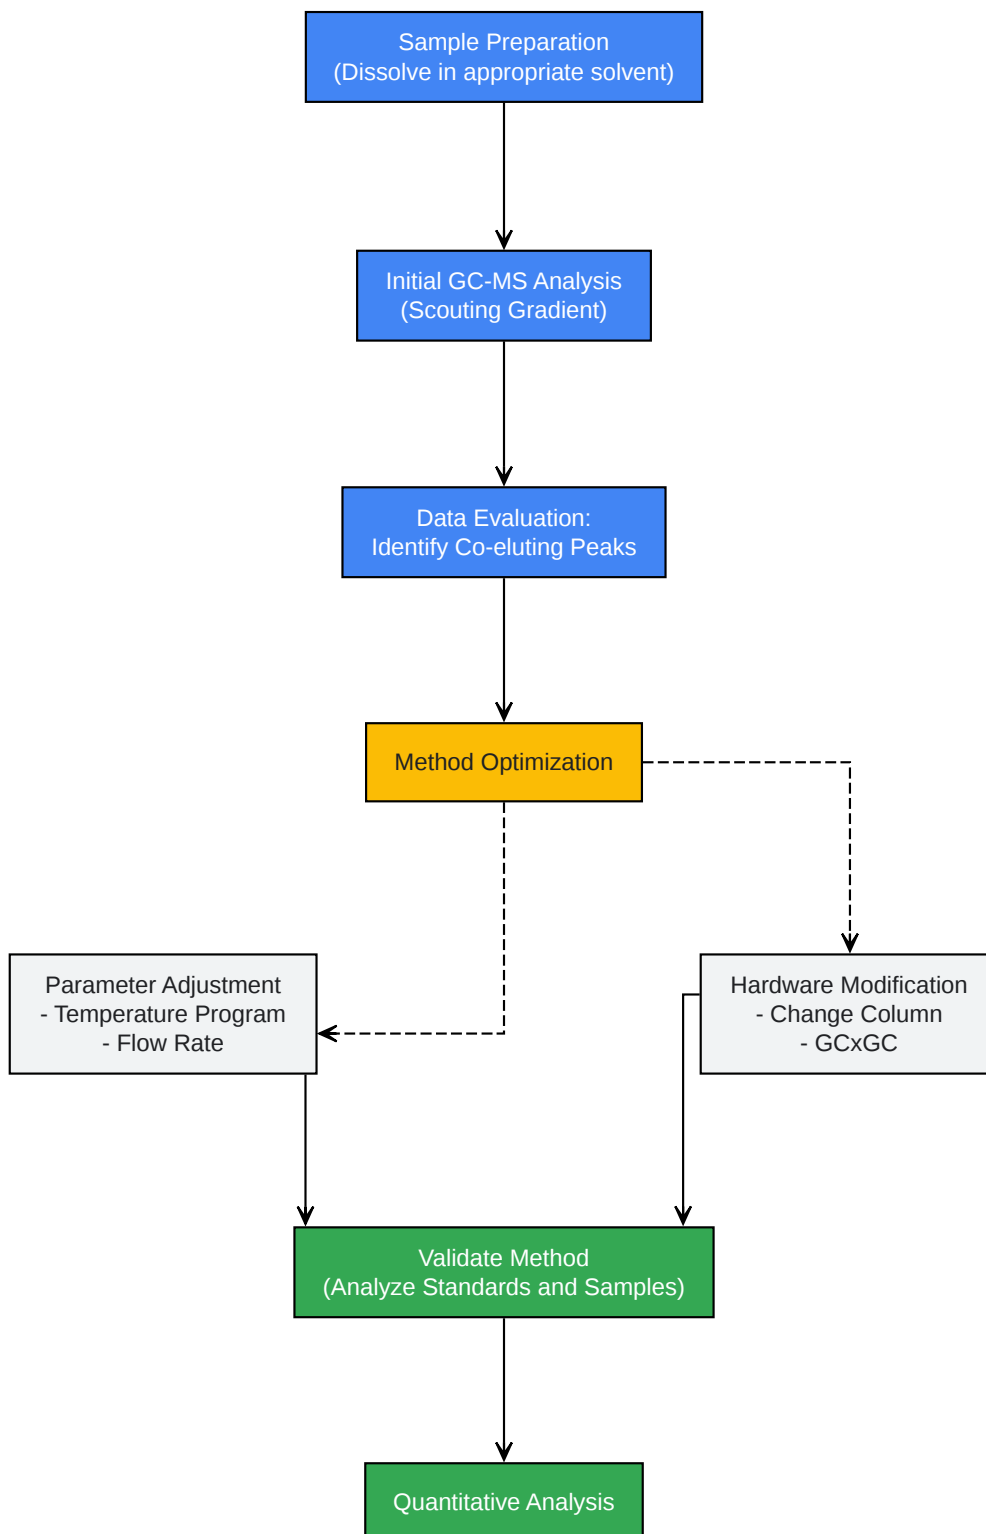 Sample Preparation
(Dissolve in appropriate solvent)
Initial GC-MS Analysis
(Scouting Gradient)
Data Evaluation:
Identify Co-eluting Peaks
Method Optimization
Parameter Adjustment
- Temperature Program
- Flow Rate
Hardware Modification
- Change Column
- GCxGC
Validate Method
(Analyze Standards and Samples)
Quantitative Analysis